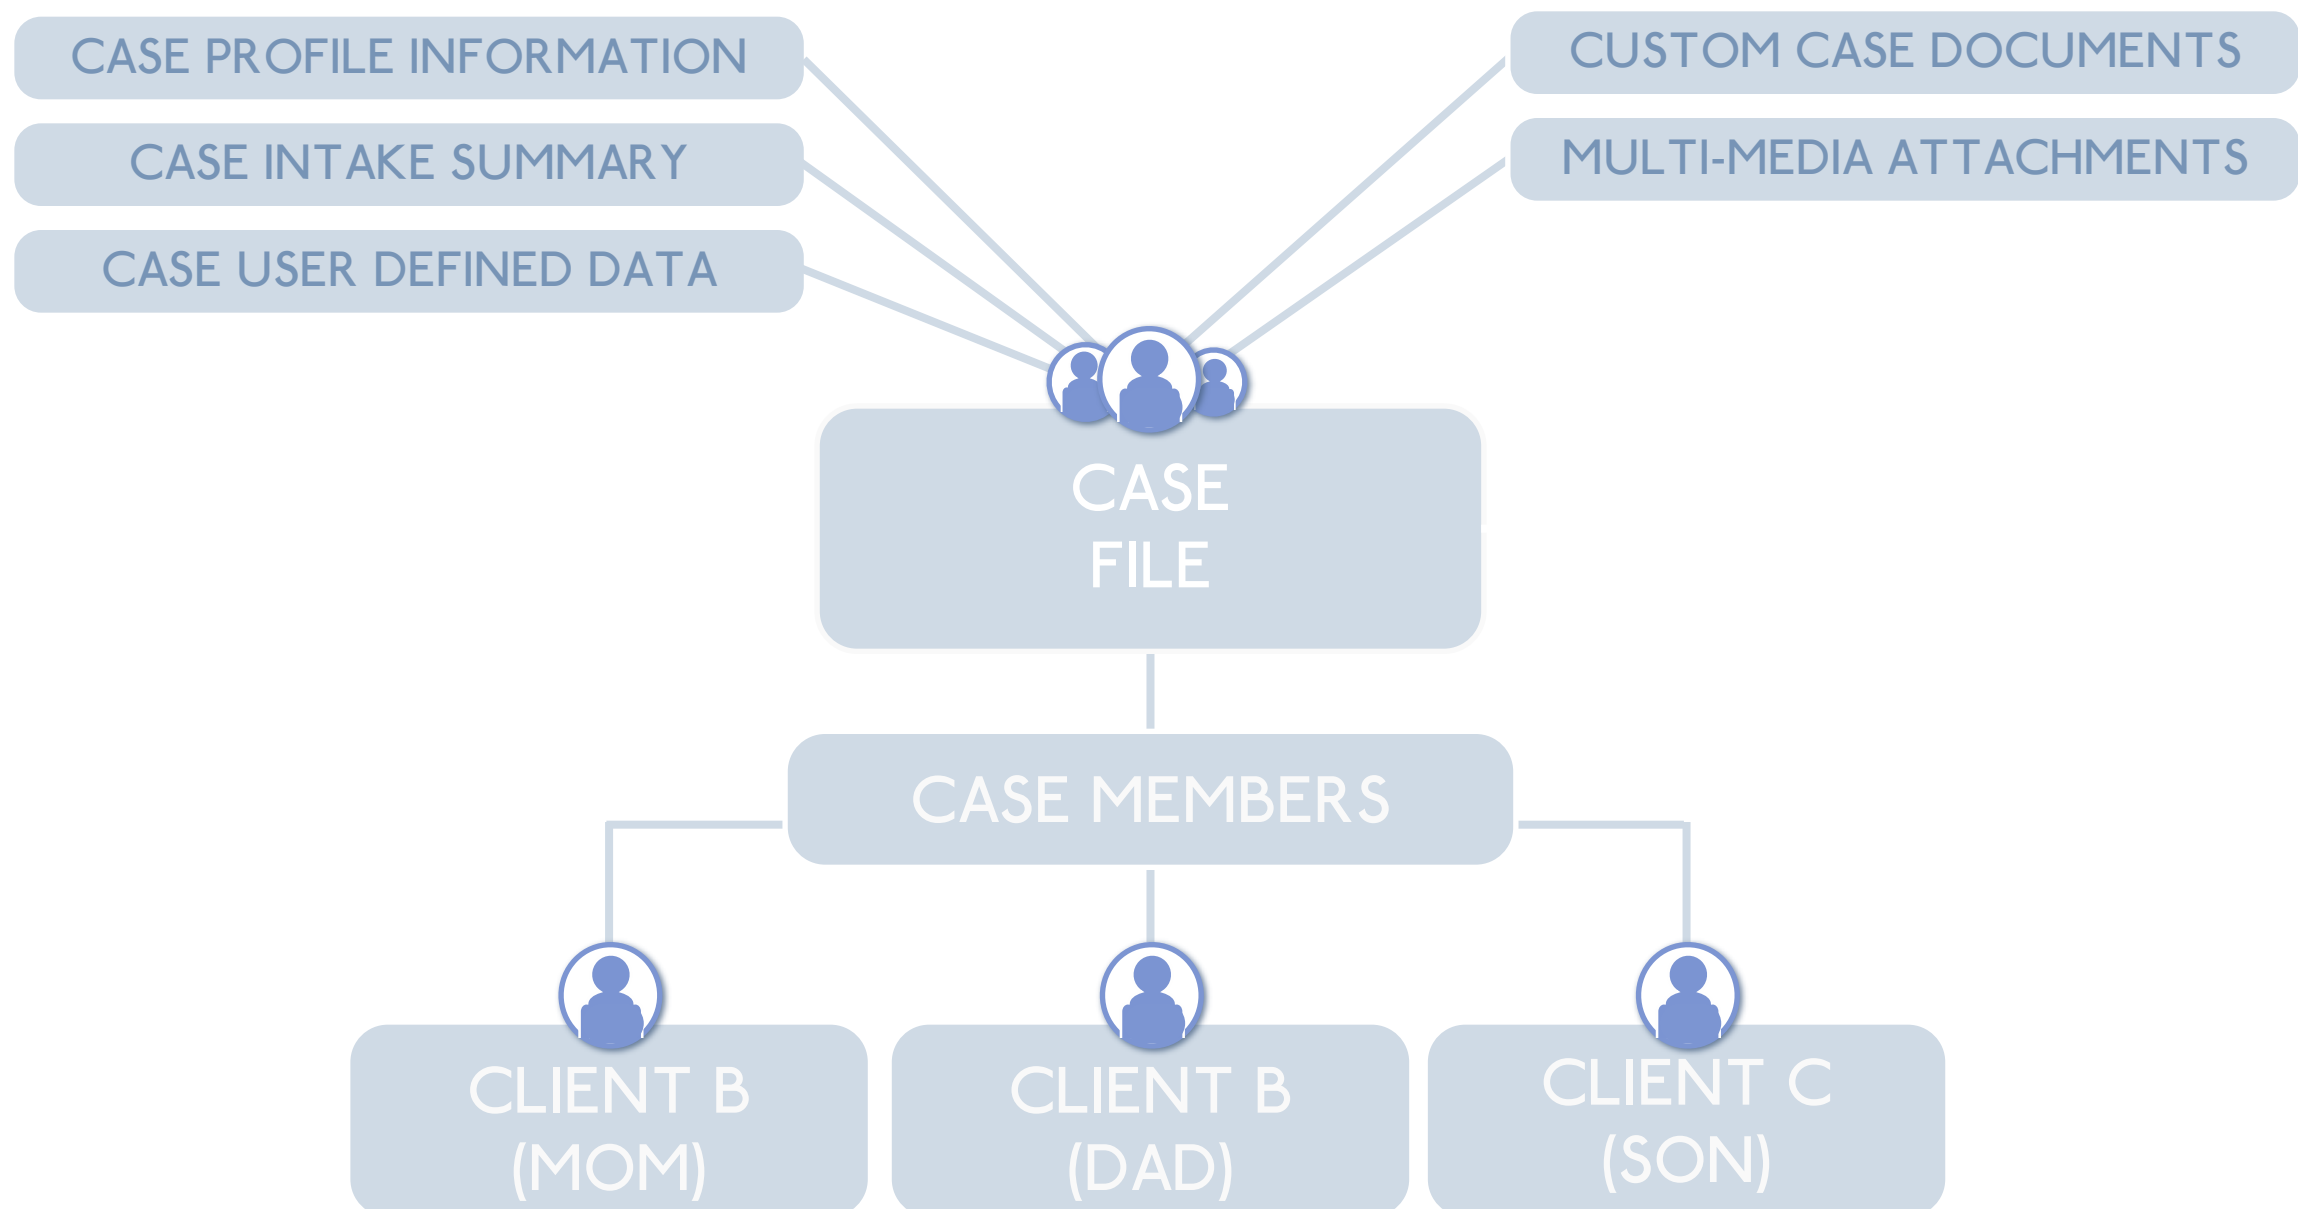 CASE PROFILE INFORMATION
CASE INTAKE SUMMARY
CASE USER DEFINED DATA
CUSTOM CASE DOCUMENTS
MULTI-MEDIA ATTACHMENTS
CASE
FILE
CASE MEMBERS
CLIENT B
(MOM)
CLIENT B
(DAD)
CLIENT C
(SON)